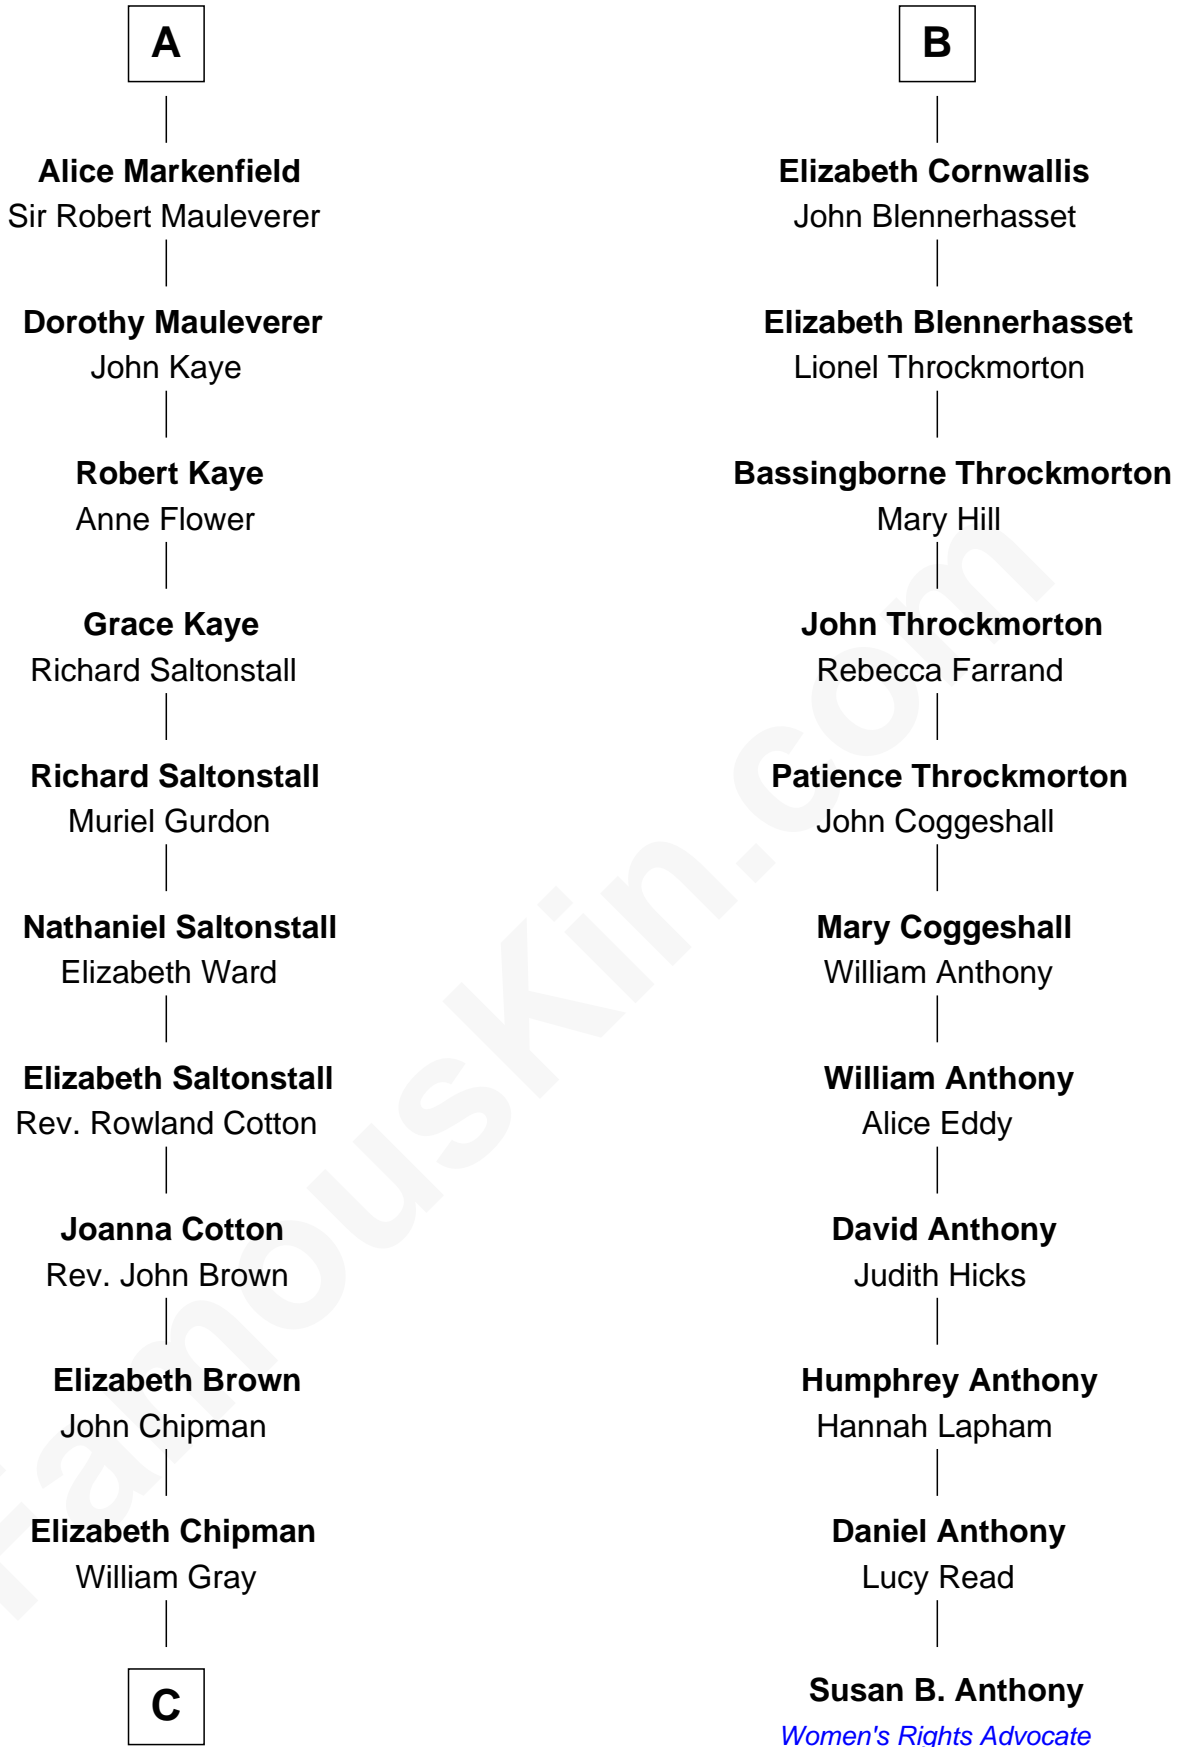 A
Alice Markenfield
Sir Robert Mauleverer
Dorothy Mauleverer
John Kaye
Robert Kaye
Anne Flower
Grace Kaye
Richard Saltonstall
Richard Saltonstall
Muriel Gurdon
Nathaniel Saltonstall
Elizabeth Ward
Elizabeth Saltonstall
Rev. Rowland Cotton
Joanna Cotton
Rev. John Brown
Elizabeth Brown
John Chipman
Elizabeth Chipman
William Gray
C
B
Elizabeth Cornwallis
John Blennerhasset
Elizabeth Blennerhasset
Lionel Throckmorton
Bassingborne Throckmorton
Mary Hill
John Throckmorton
Rebecca Farrand
Patience Throckmorton
John Coggeshall
Mary Coggeshall
William Anthony
William Anthony
Alice Eddy
David Anthony
Judith Hicks
Humphrey Anthony
Hannah Lapham
Daniel Anthony
Lucy Read
Susan B. Anthony
Women's Rights Advocate
FamousKin.com